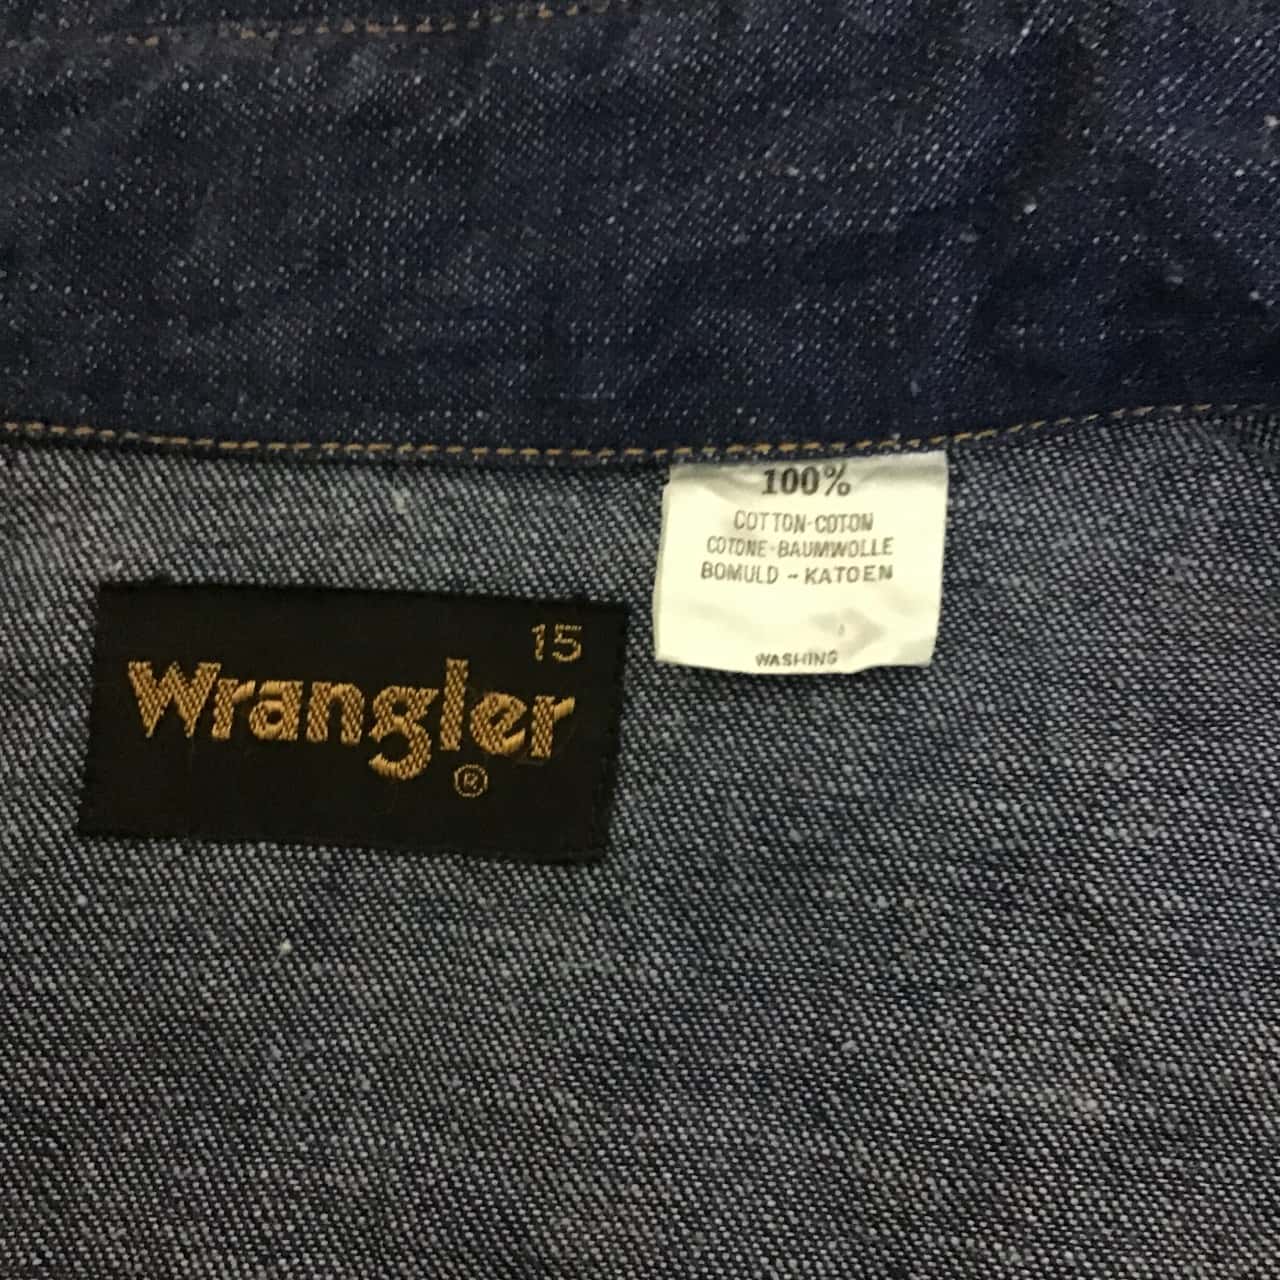 100%
COTTON-COTON
COTONE-BAUMWOLLE
BOMULD - KATOEN
WASHING
15
Wrangler
®